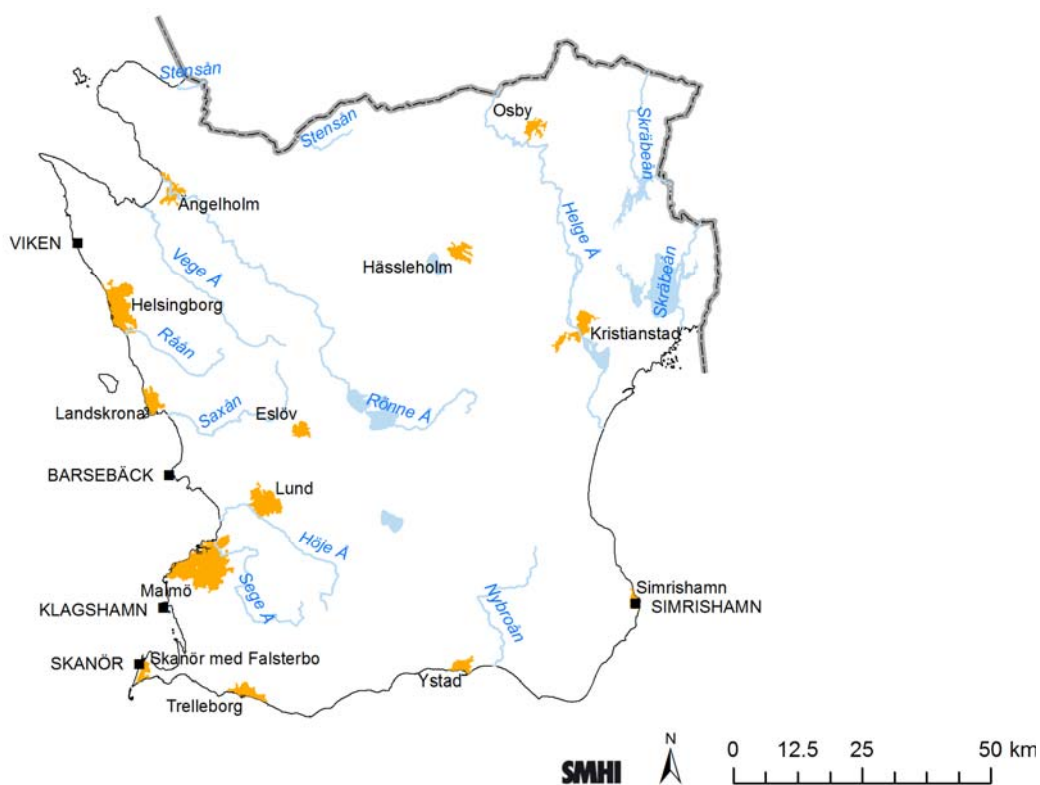 Stensån
Stensån
Osby
Skräbeån
Ängelholm
VIKEN
Vege Å
Helge Å
Hässleholm
Skräbeån
Helsingborg
Kristianstad
Råån
Landskrona
Saxån
Eslöv
Rönne Å
BARSEBÄCK
Lund
Höje Å
Malmö
Sege Å
Nybroån
Simrishamn
KLAGSHAMN
SIMRISHAMN
SKANÖR
Skanör med Falsterbo
Ystad
Trelleborg
SMHI
N
0 12.5 25 50 km